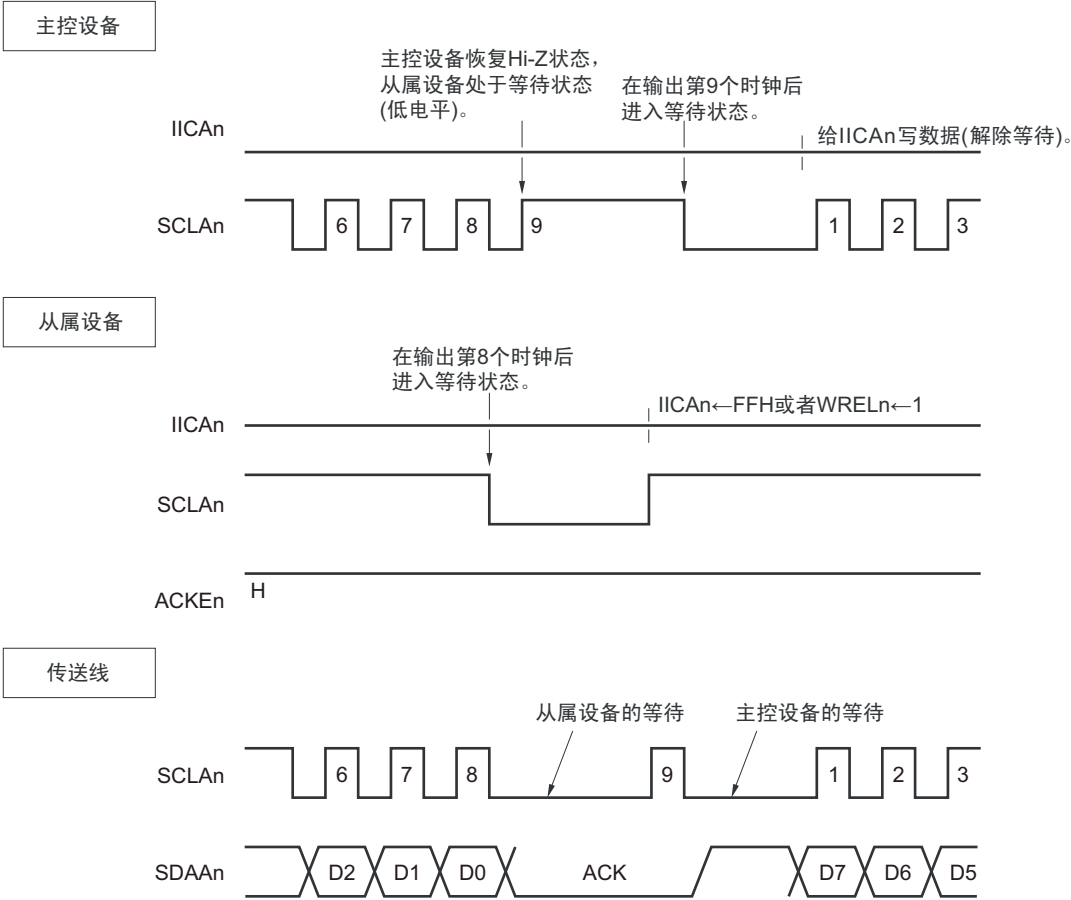 主控设备
主控设备恢复Hi-Z状态，
从属设备处于等待状态
(低电平)。
在输出第9个时钟后
进入等待状态。
IICAn
给IICAn写数据(解除等待)。
SCLAn
6 7 8 9 1 2 3
从属设备
在输出第8个时钟后
进入等待状态。
IICAn←FFH或者WRELn←1
IICAn
SCLAn
H
ACKEn
传送线
从属设备的等待
主控设备的等待
SCLAn
6 7 8 9 1 2 3
SDAAn
D2 D1 D0 ACK D7 D6 D5